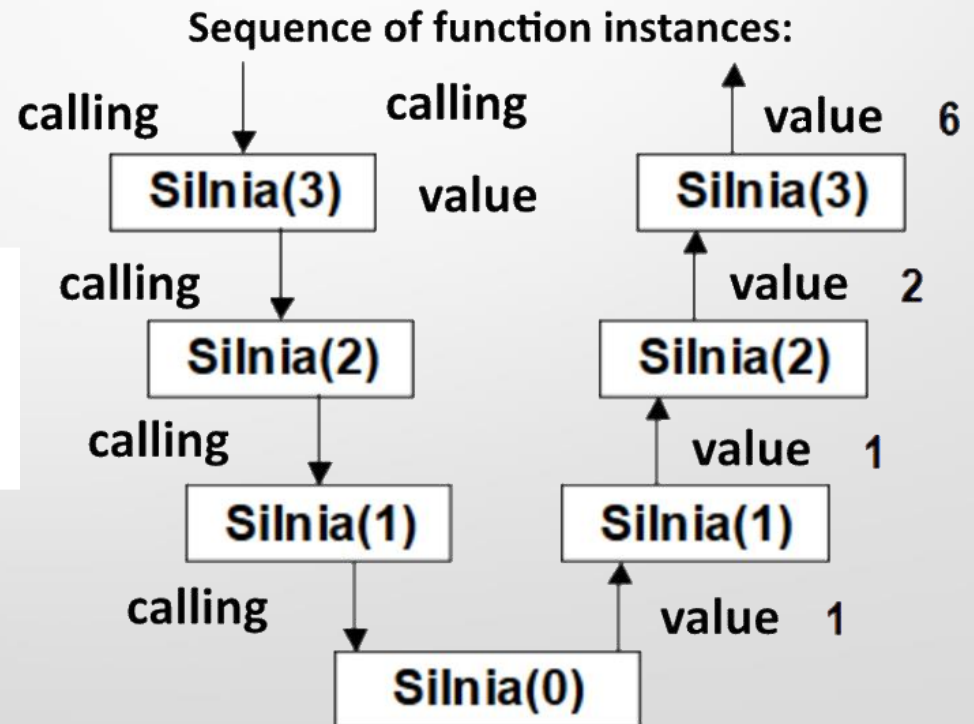 Sequence of function instances:
calling
calling
value 6
Silnia(3)
value
Silnia(3)
calling
value 2
Silnia(2)
Silnia(2)
calling
value 1
Silnia(1)
Silnia(1)
calling
value 1
Silnia(0)